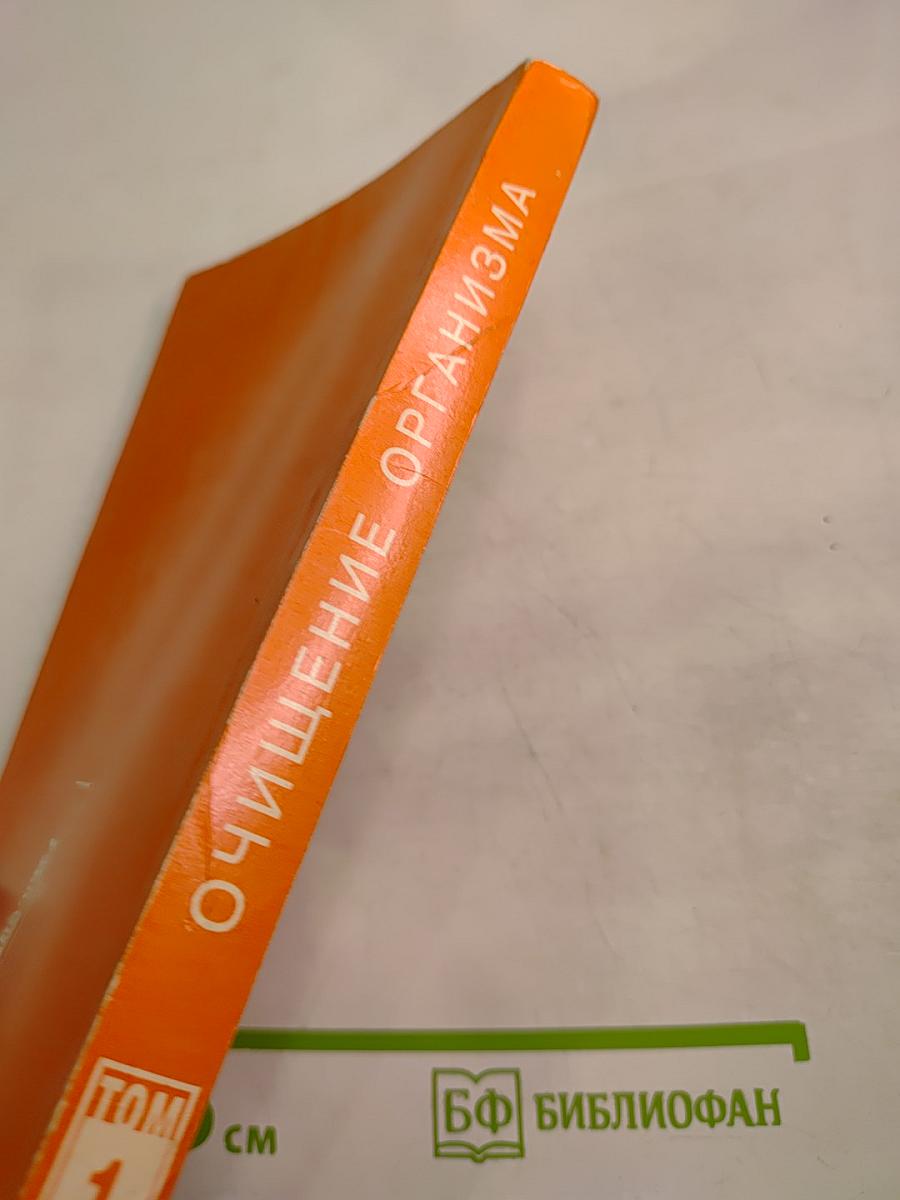 ОЧИЩЕНИЕ ОРГАНИЗМА
ТОМ
1
см
БФ БИБЛИОФАН